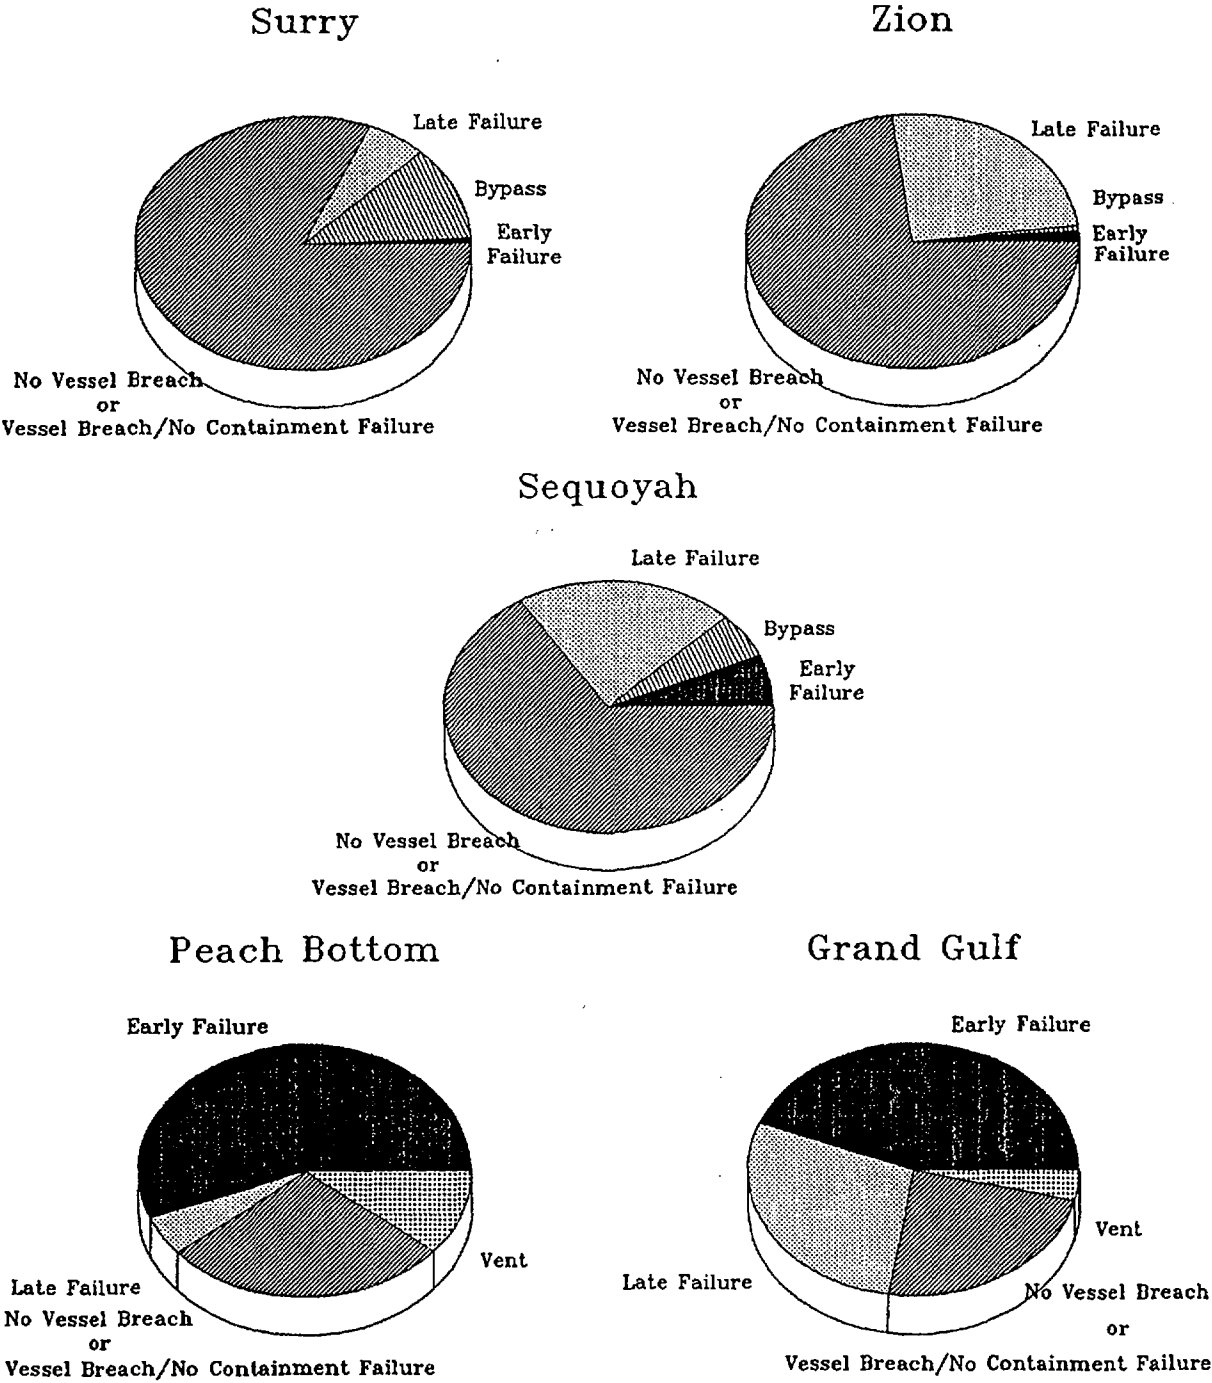 Surry
Late Failure
Bypass
Early
Failure
No Vessel Breach
or
Vessel Breach/No Containment Failure
Zion
Late Failure
Bypass
Early
Failure
No Vessel Breach
or
Vessel Breach/No Containment Failure
Sequoyah
Late Failure
Bypass
Early
Failure
No Vessel Breach
or
Vessel Breach/No Containment Failure
Peach Bottom
Early Failure
Vent
Late Failure
No Vessel Breach
or
Vessel Breach/No Containment Failure
Grand Gulf
Early Failure
Vent
Late Failure
No Vessel Breach
or
Vessel Breach/No Containment Failure